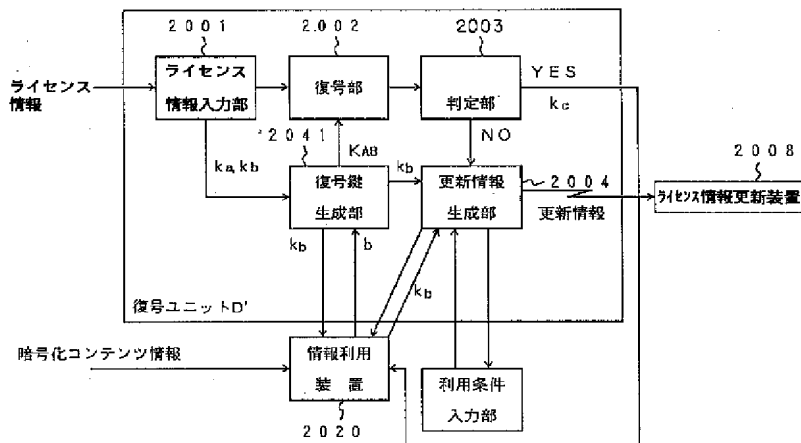 2001
2.002
2003
ライセンス
情報
ライセンス
情報入力部
復号部
判定部
YES
kc
2041
KAB
NO
2008
ka,kb
kb
復号鍵
生成部
更新情報
生成部
2004
更新情報
ライセンス情報更新装置
kb
b
kb
復号ユニットD'
暗号化コンテンツ情報
情報利用
装置
利用条件
入力部
2020